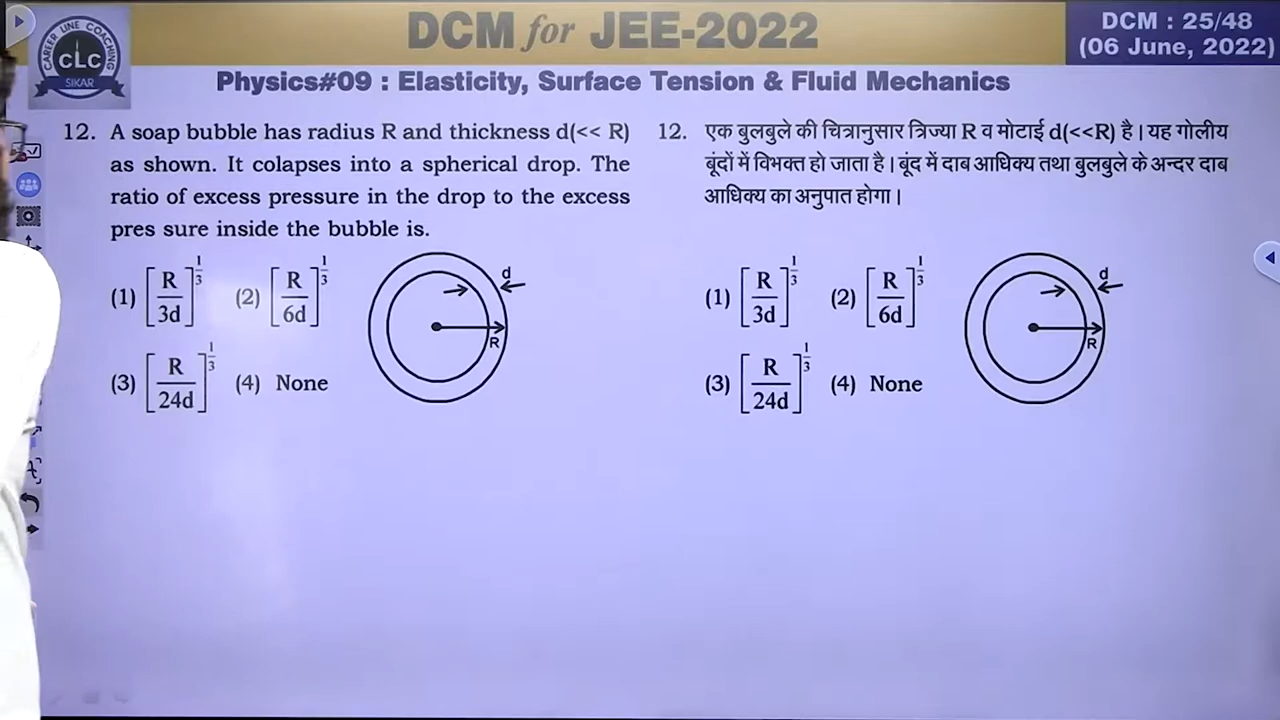 DCM for JEE-2022
DCM : 25/48
(06 June, 2022)
CAREER LINE COACHING
CLC
SIKAR
Physics#09 : Elasticity, Surface Tension & Fluid Mechanics
12. A soap bubble has radius R and thickness d(<< R)
as shown. It colapses into a spherical drop. The
ratio of excess pressure in the drop to the excess
pres sure inside the bubble is.
(1) [R/3d]^1/3 (2) [R/6d]^1/3
(3) [R/24d]^1/3 (4) None
d
R
12. एक बुलबुले की चित्रानुसार त्रिज्या R व मोटाई d(<<R) है। यह गोलीय
बूंदों में विभक्त हो जाता है। बूंद में दाब आधिक्य तथा बुलबुले के अन्दर दाब
आधिक्य का अनुपात होगा।
(1) [R/3d]^1/3 (2) [R/6d]^1/3
(3) [R/24d]^1/3 (4) None
d
R